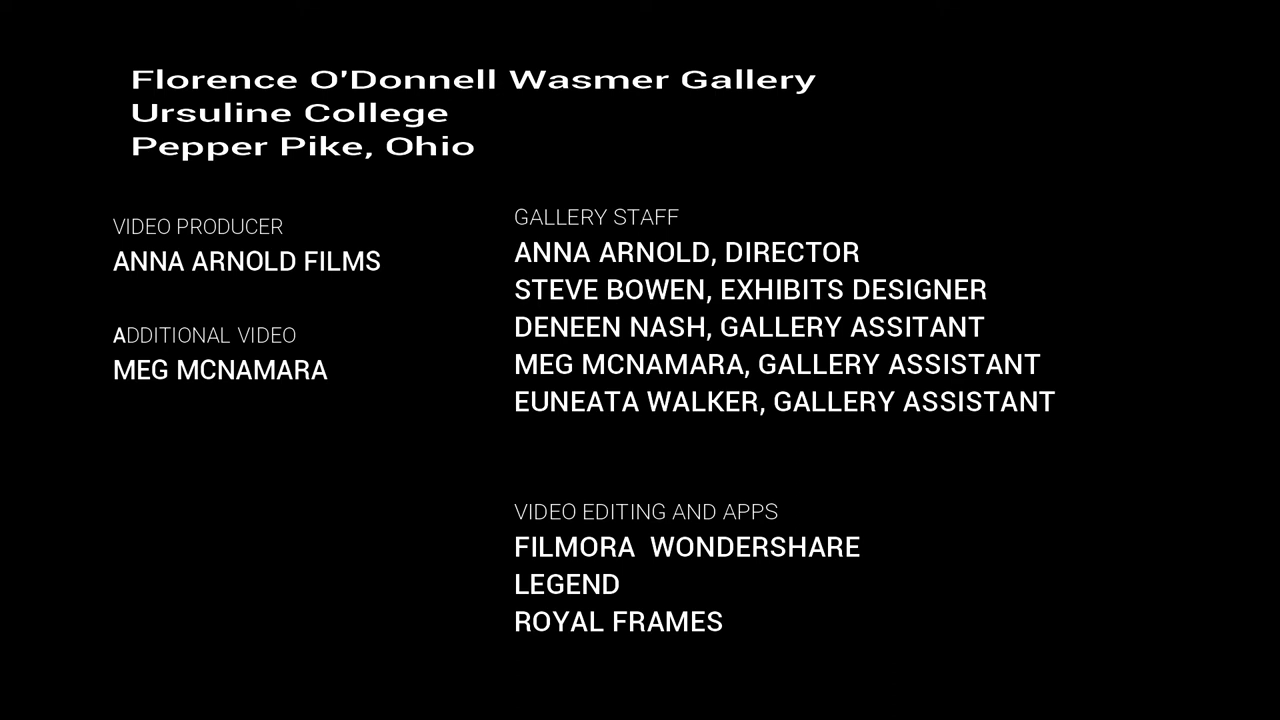 Florence O'Donnell Wasmer Gallery
Ursuline College
Pepper Pike, Ohio
VIDEO PRODUCER
ANNA ARNOLD FILMS
ADDITIONAL VIDEO
MEG MCNAMARA
GALLERY STAFF
ANNA ARNOLD, DIRECTOR
STEVE BOWEN, EXHIBITS DESIGNER
DENEEN NASH, GALLERY ASSITANT
MEG MCNAMARA, GALLERY ASSISTANT
EUNEATA WALKER, GALLERY ASSISTANT
VIDEO EDITING AND APPS
FILMORA  WONDERSHARE
LEGEND
ROYAL FRAMES